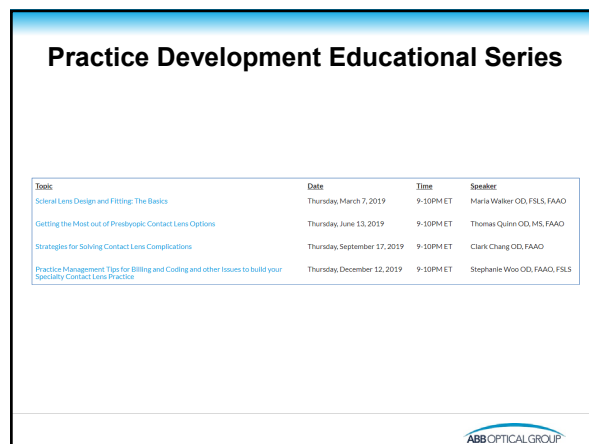 Practice Development Educational Series
Topic Date Time Speaker
Scleral Lens Design and Fitting: The Basics Thursday, March 7, 2019 9-10PM ET Maria Walker OD, FSLS, FAAO
Getting the Most out of Presbyopic Contact Lens Options Thursday, June 13, 2019 9-10PM ET Thomas Quinn OD, MS, FAAO
Strategies for Solving Contact Lens Complications Thursday, September 17, 2019 9-10PM ET Clark Chang OD, FAAO
Practice Management Tips for Billing and Coding and other Issues to build your Thursday, December 12, 2019 9-10PM ET Stephanie Woo OD, FAAO, FSLS
Specialty Contact Lens Practice
ABB OPTICAL GROUP